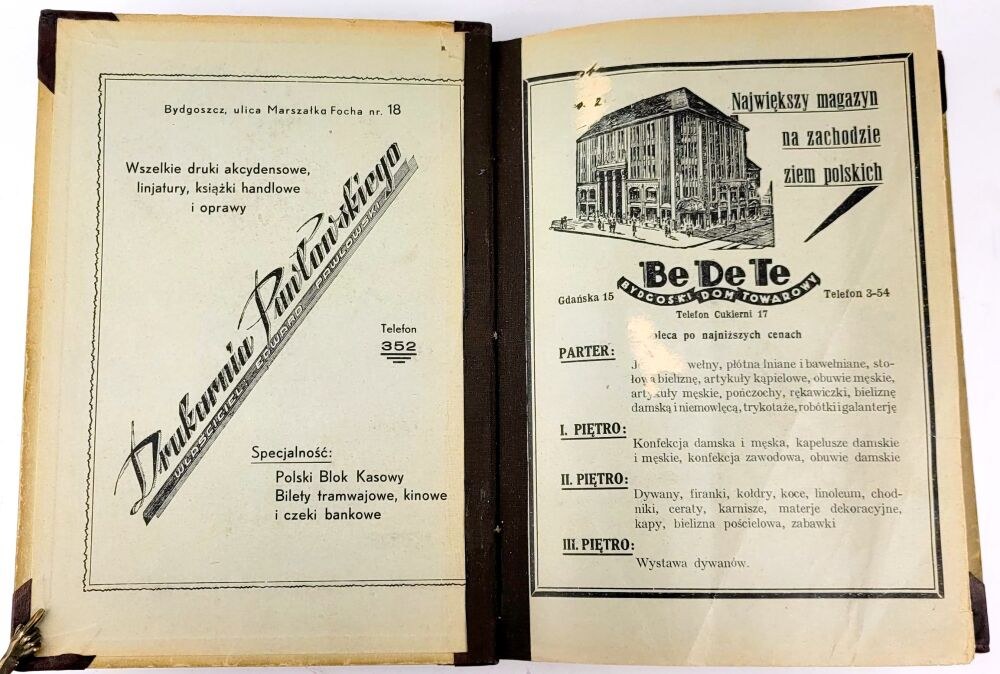 Bydgoszcz, ulica Marszałka Focha nr. 18
Wszelkie druki akcydensowe,
linjatury, książki handlowe
i oprawy
Drukarnia Pawłowskiego
WŁAŚCICIEL: EDWARD PAWŁOWSKI
Telefon
352
Specjalność:
Polski Blok Kasowy
Bilety tramwajowe, kinowe
i czeki bankowe
Największy magazyn
na zachodzie
ziem polskich
Be De Te
BYDGOSKI DOM TOWAROWY
Gdańska 15
Telefon 3-54
Telefon Cukierni 17
po najniższych cenach
PARTER:
wełny, płótna lniane i bawełniane, sto-
łową bieliznę, artykuły kąpielowe, obuwie męskie,
artykuły męskie, pończochy, rękawiczki, bieliznę
damską i niemowlęcą, trykotaże, robótki i galanterję
I. PIĘTRO:
Konfekcja damska i męska, kapelusze damskie
i męskie, konfekcja zawodowa, obuwie damskie
II. PIĘTRO:
Dywany, firanki, kołdry, koce, linoleum, chod-
niki, ceraty, karnisze, materje dekoracyjne,
kapy, bielizna pościelowa, zabawki
III. PIĘTRO:
Wystawa dywanów.